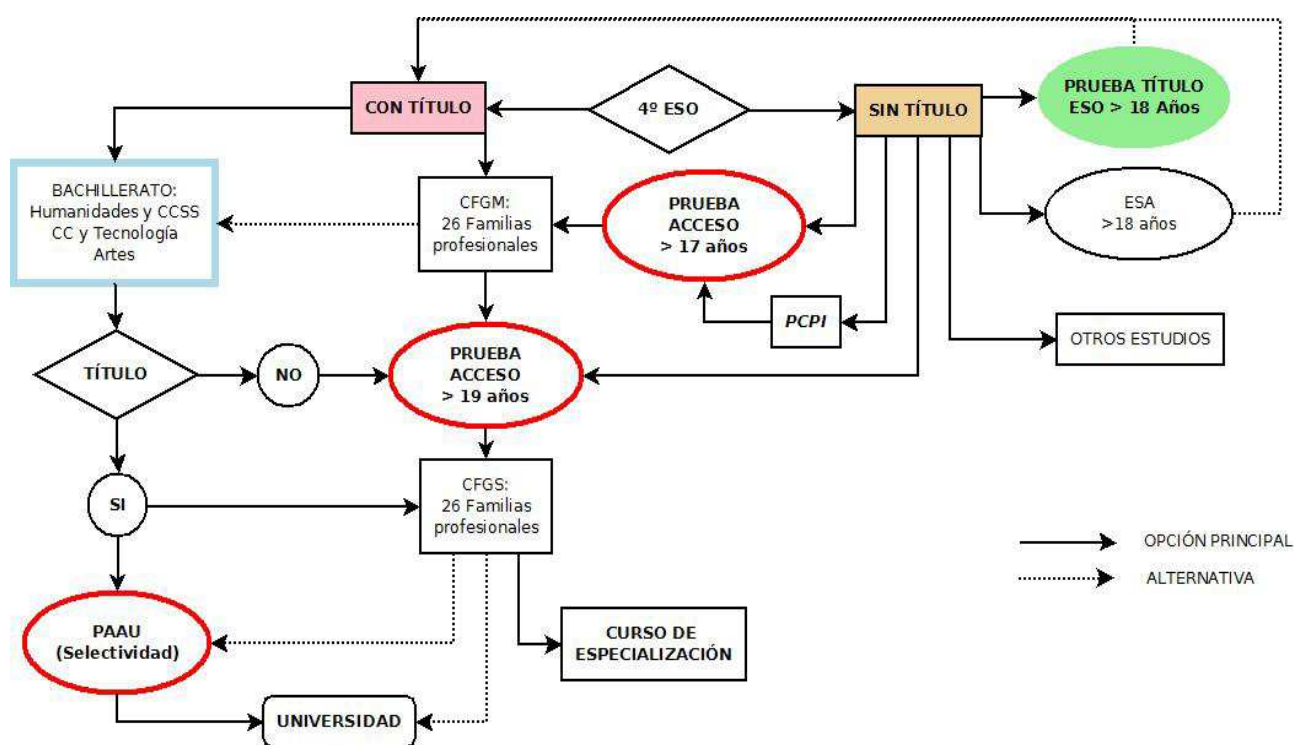 PRUEBA TÍTULO
ESO > 18 Años
CON TÍTULO
4º ESO
SIN TÍTULO
BACHILLERATO:
Humanidades y CCSS
CC y Tecnología
Artes
CFGM:
26 Familias
profesionales
PRUEBA
ACCESO
> 17 años
ESA
>18 años
PCPI
OTROS ESTUDIOS
TÍTULO
NO
PRUEBA
ACCESO
> 19 años
SI
CFGS:
26 Familias
profesionales
OPCIÓN PRINCIPAL
ALTERNATIVA
PAAU
(Selectividad)
CURSO DE
ESPECIALIZACIÓN
UNIVERSIDAD